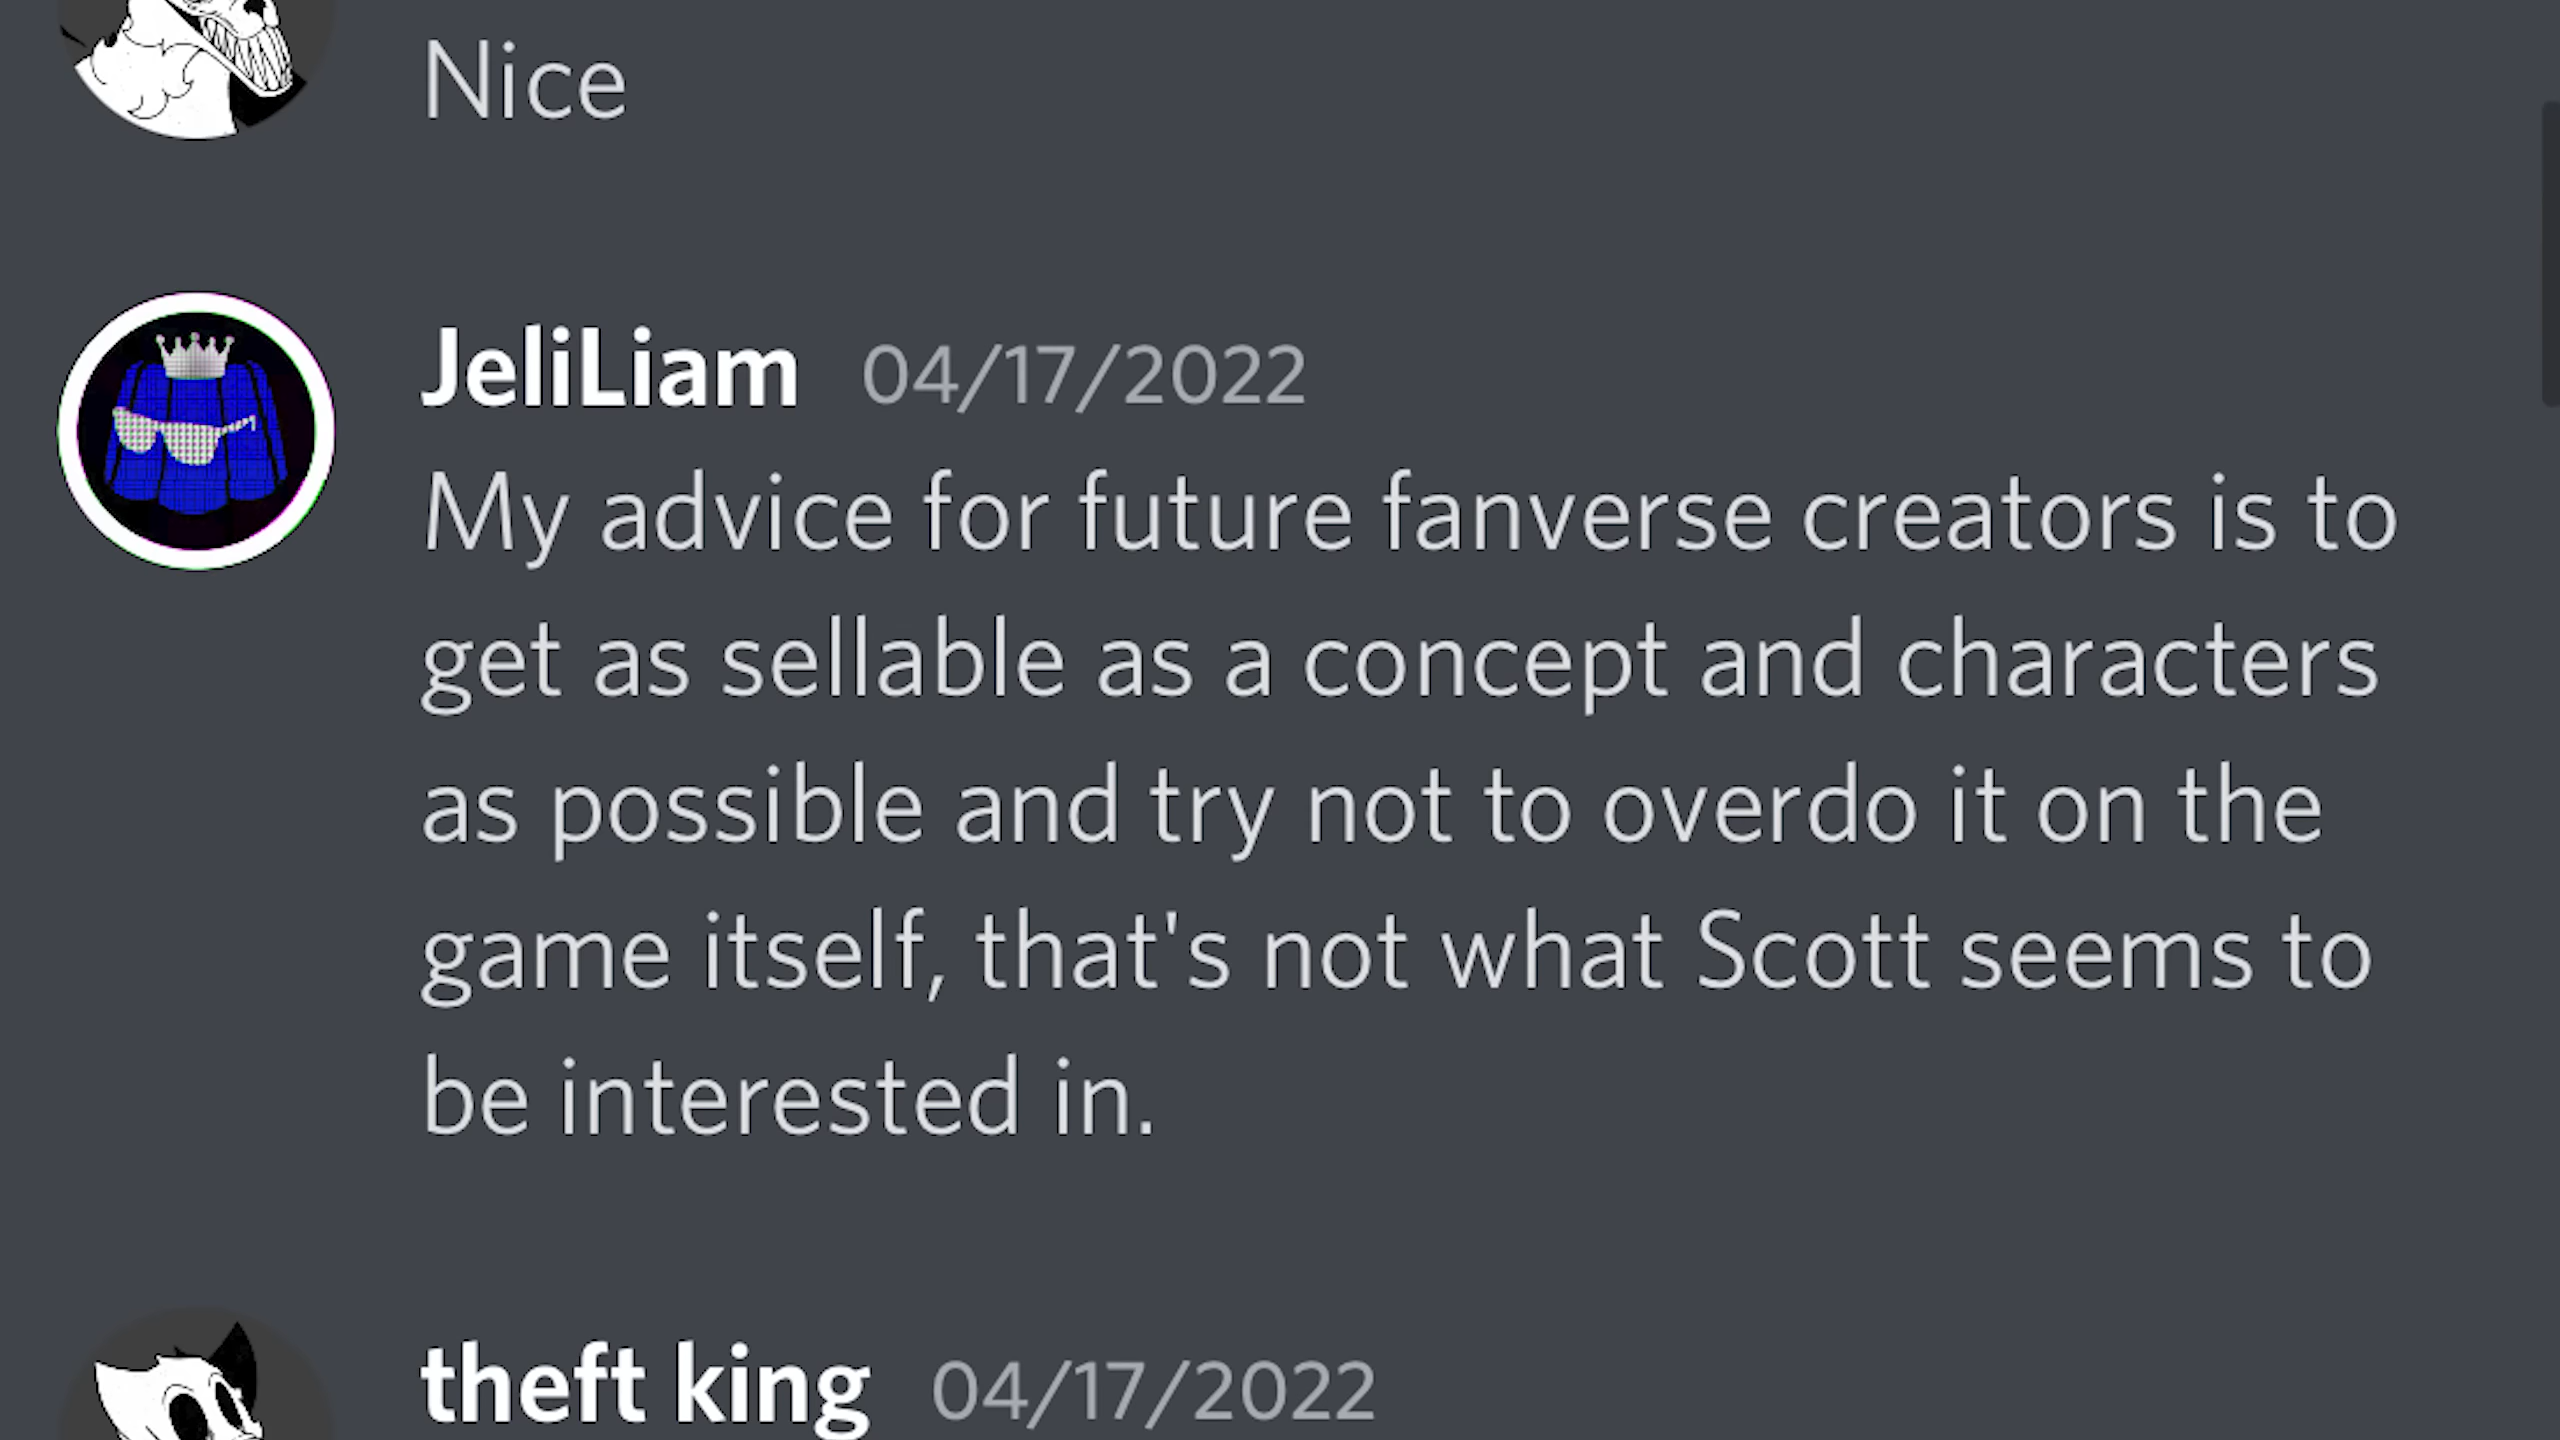 Nice
JeliLiam 04/17/2022
My advice for future fanverse creators is to
get as sellable as a concept and characters
as possible and try not to overdo it on the
game itself, that's not what Scott seems to
be interested in.
theft king 04/17/2022